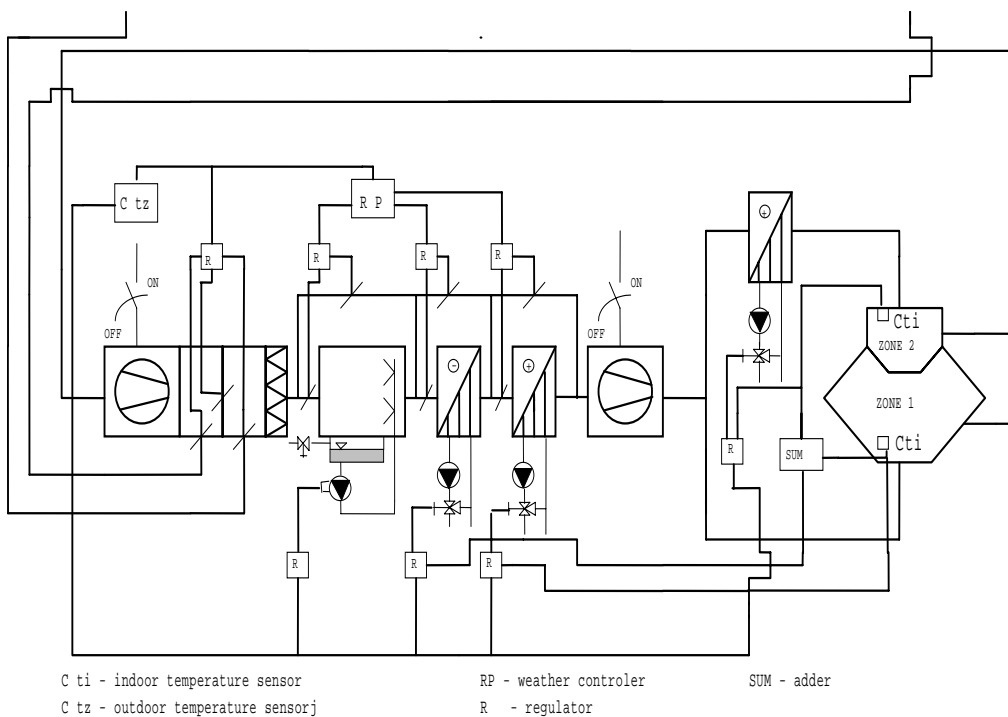 C tz
R P
R
R
R
R
ON
ON
OFF
OFF
Cti
ZONE 2
ZONE 1
Cti
R
SUM
-
+
+
R
R
R
C ti - indoor temperature sensor
RP - weather controler
SUM - adder
C tz - outdoor temperature sensorj
R - regulator